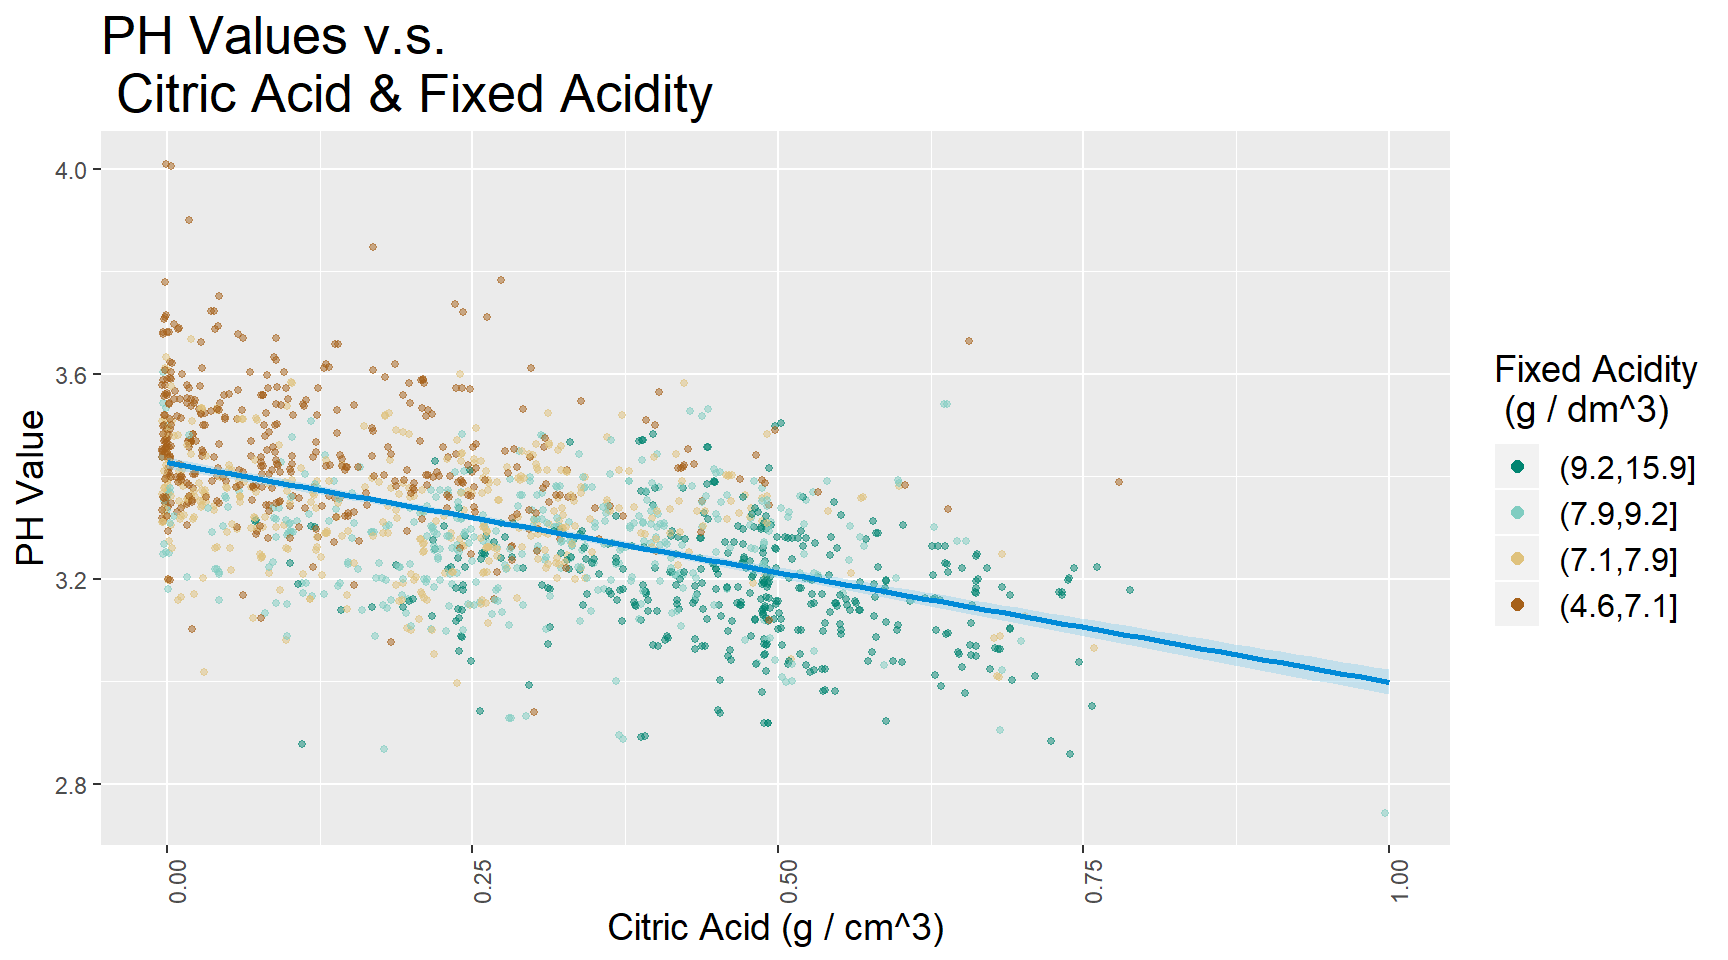 PH Values v.s.
Citric Acid & Fixed Acidity
4.0
3.6
3.2
2.8
PH Value
0.00
0.25
0.50
0.75
1.00
Citric Acid (g / cm^3)
Fixed Acidity
(g / dm^3)
(9.2,15.9]
(7.9,9.2]
(7.1,7.9]
(4.6,7.1]